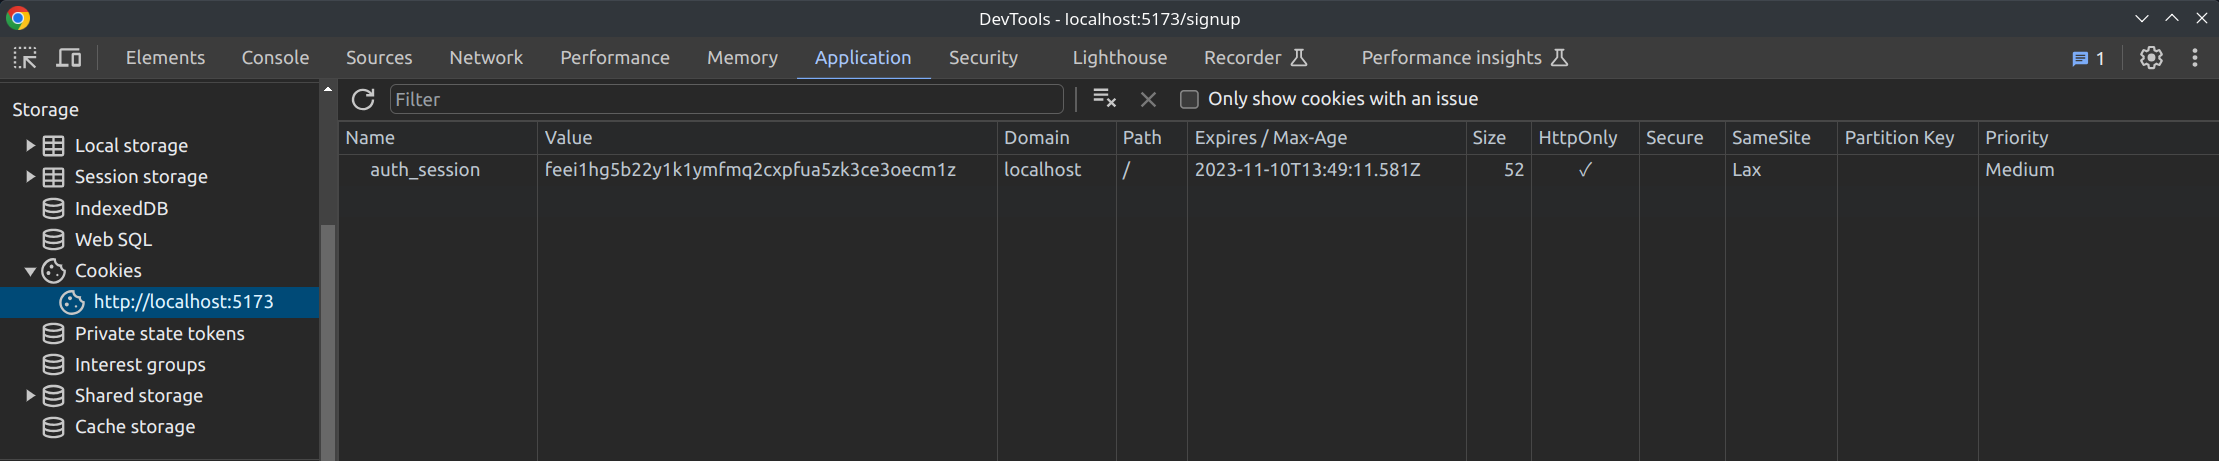 DevTools - localhost:5173/signup
Elements Console Sources Network Performance Memory Application Security Lighthouse Recorder Performance insights 1
Storage
Local storage
Session storage
IndexedDB
Web SQL
Cookies
http://localhost:5173
Private state tokens
Interest groups
Shared storage
Cache storage
Filter Only show cookies with an issue
Name Value Domain Path Expires / Max-Age Size HttpOnly Secure SameSite Partition Key Priority
auth_session feei1hg5b22y1k1ymfmq2cxpfua5zk3ce3oecm1z localhost / 2023-11-10T13:49:11.581Z 52 ✓ Lax Medium